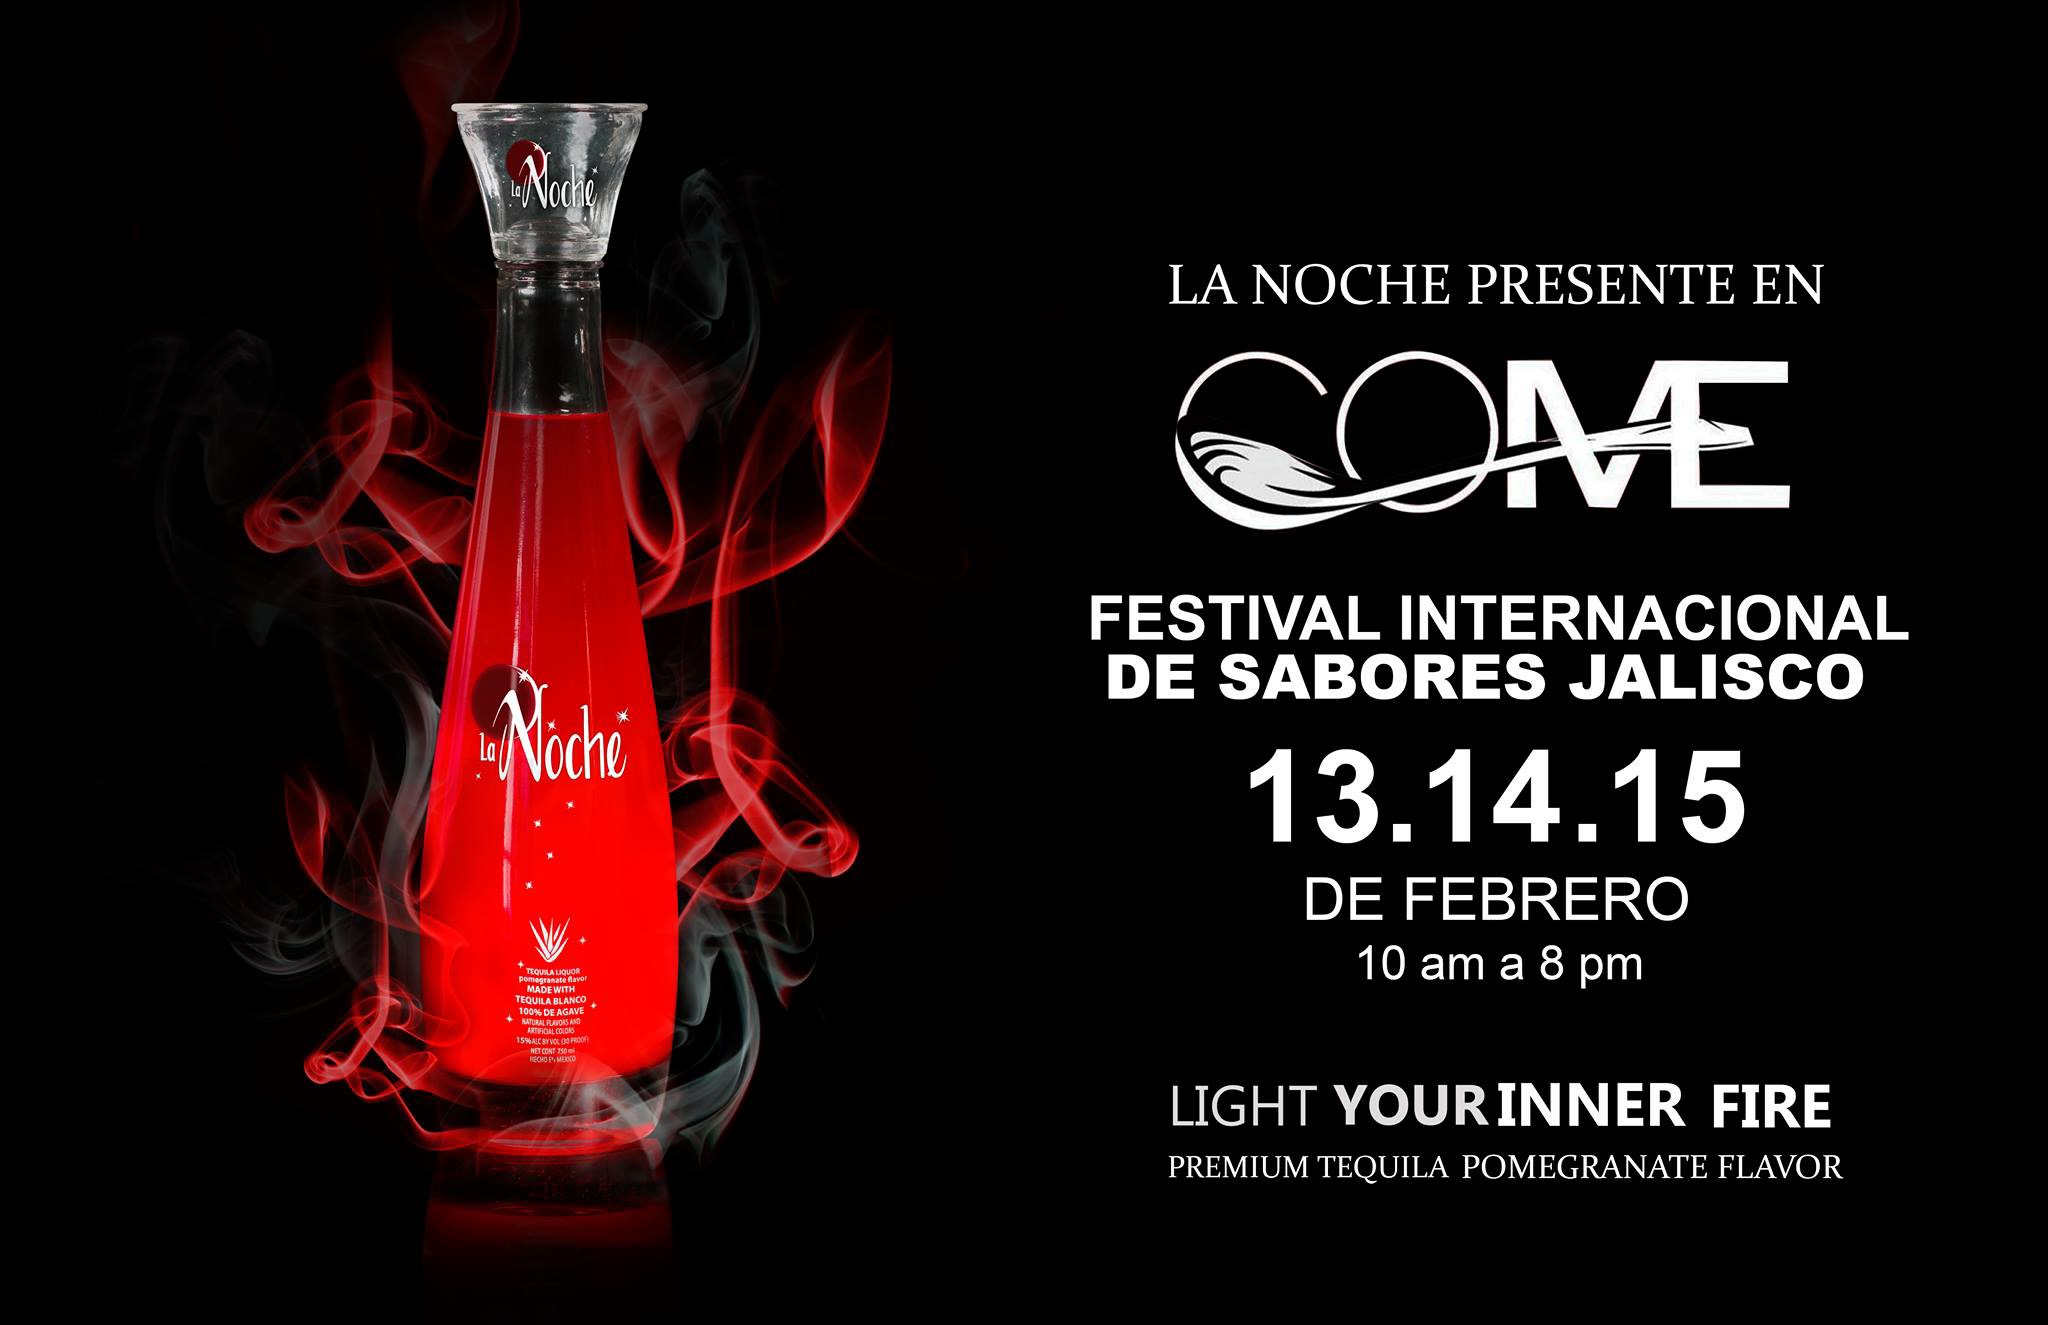 La Noche
La Noche
TEQUILA LIQUOR
pomegranate flavor
MADE WITH
TEQUILA BLANCO
100% DE AGAVE
NATURAL FLAVORS AND
ARTIFICIAL COLORS
15% ALC BY VOL (30 PROOF)
NET CONT 750 ml
HECHO EN MEXICO
LA NOCHE PRESENTE EN
COME
FESTIVAL INTERNACIONAL
DE SABORES JALISCO
13.14.15
DE FEBRERO
10 am a 8 pm
LIGHT YOUR INNER FIRE
PREMIUM TEQUILA POMEGRANATE FLAVOR